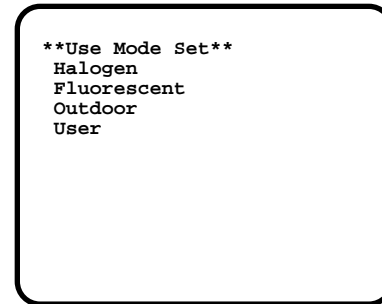 **Use Mode Set**
Halogen
Fluorescent
Outdoor
User